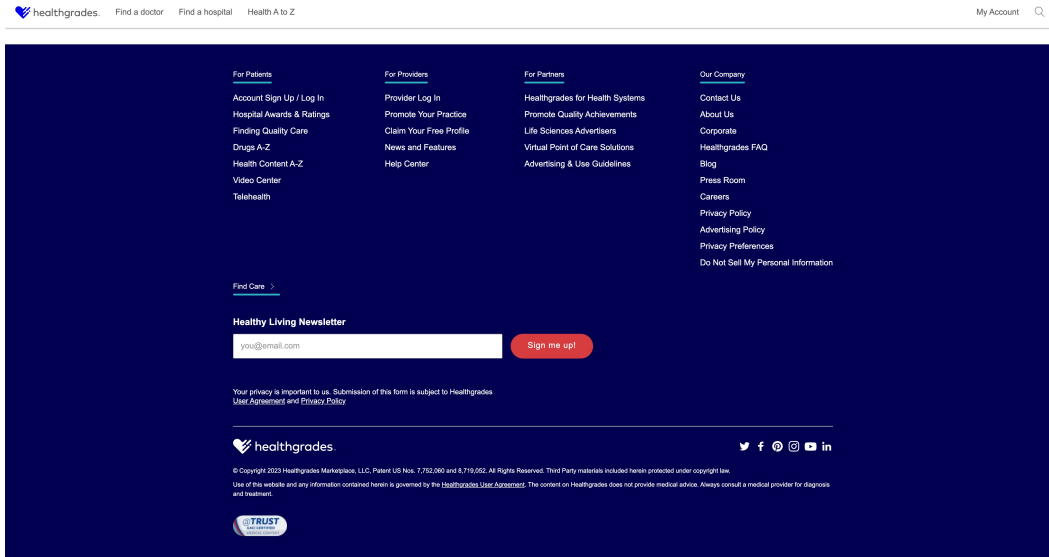 healthgrades.
Find a doctor
Find a hospital
Health A to Z
My Account
For Patients
Account Sign Up / Log In
Hospital Awards & Ratings
Finding Quality Care
Drugs A-Z
Health Content A-Z
Video Center
Telehealth
For Providers
Provider Log In
Promote Your Practice
Claim Your Free Profile
News and Features
Help Center
For Partners
Healthgrades for Health Systems
Promote Quality Achievements
Life Sciences Advertisers
Virtual Point of Care Solutions
Advertising & Use Guidelines
Our Company
Contact Us
About Us
Corporate
Healthgrades FAQ
Blog
Press Room
Careers
Privacy Policy
Advertising Policy
Privacy Preferences
Do Not Sell My Personal Information
Find Care
Healthy Living Newsletter
you@email.com
Sign me up!
Your privacy is important to us. Submission of this form is subject to Healthgrades
User Agreement and Privacy Policy
healthgrades.
© Copyright 2023 Healthgrades Marketplace, LLC, Patent US Nos. 7,752,060 and 8,719,052. All Rights Reserved. Third Party materials included herein protected under copyright law.
Use of this website and any information contained herein is governed by the Healthgrades User Agreement. The content on Healthgrades does not provide medical advice. Always consult a medical provider for diagnosis
and treatment.
@TRUST
MEDICAL CONTENT